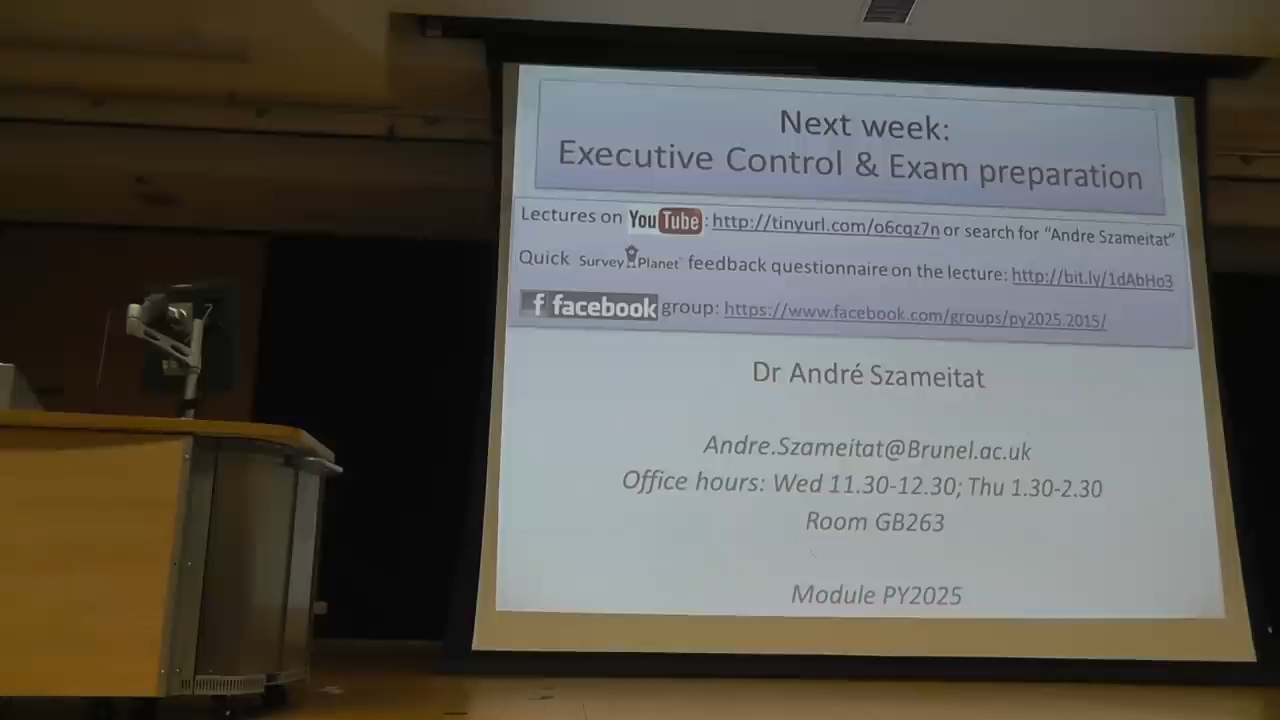 Next week:
Executive Control & Exam preparation
Lectures on YouTube: http://tinyurl.com/o6cqz7n or search for “Andre Szameitat”
Quick SurveyPlanet feedback questionnaire on the lecture: http://bit.ly/1dAbHo3
f facebook group: https://www.facebook.com/groups/py2025.2015/
Dr André Szameitat
Andre.Szameitat@Brunel.ac.uk
Office hours: Wed 11.30-12.30; Thu 1.30-2.30
Room GB263
Module PY2025